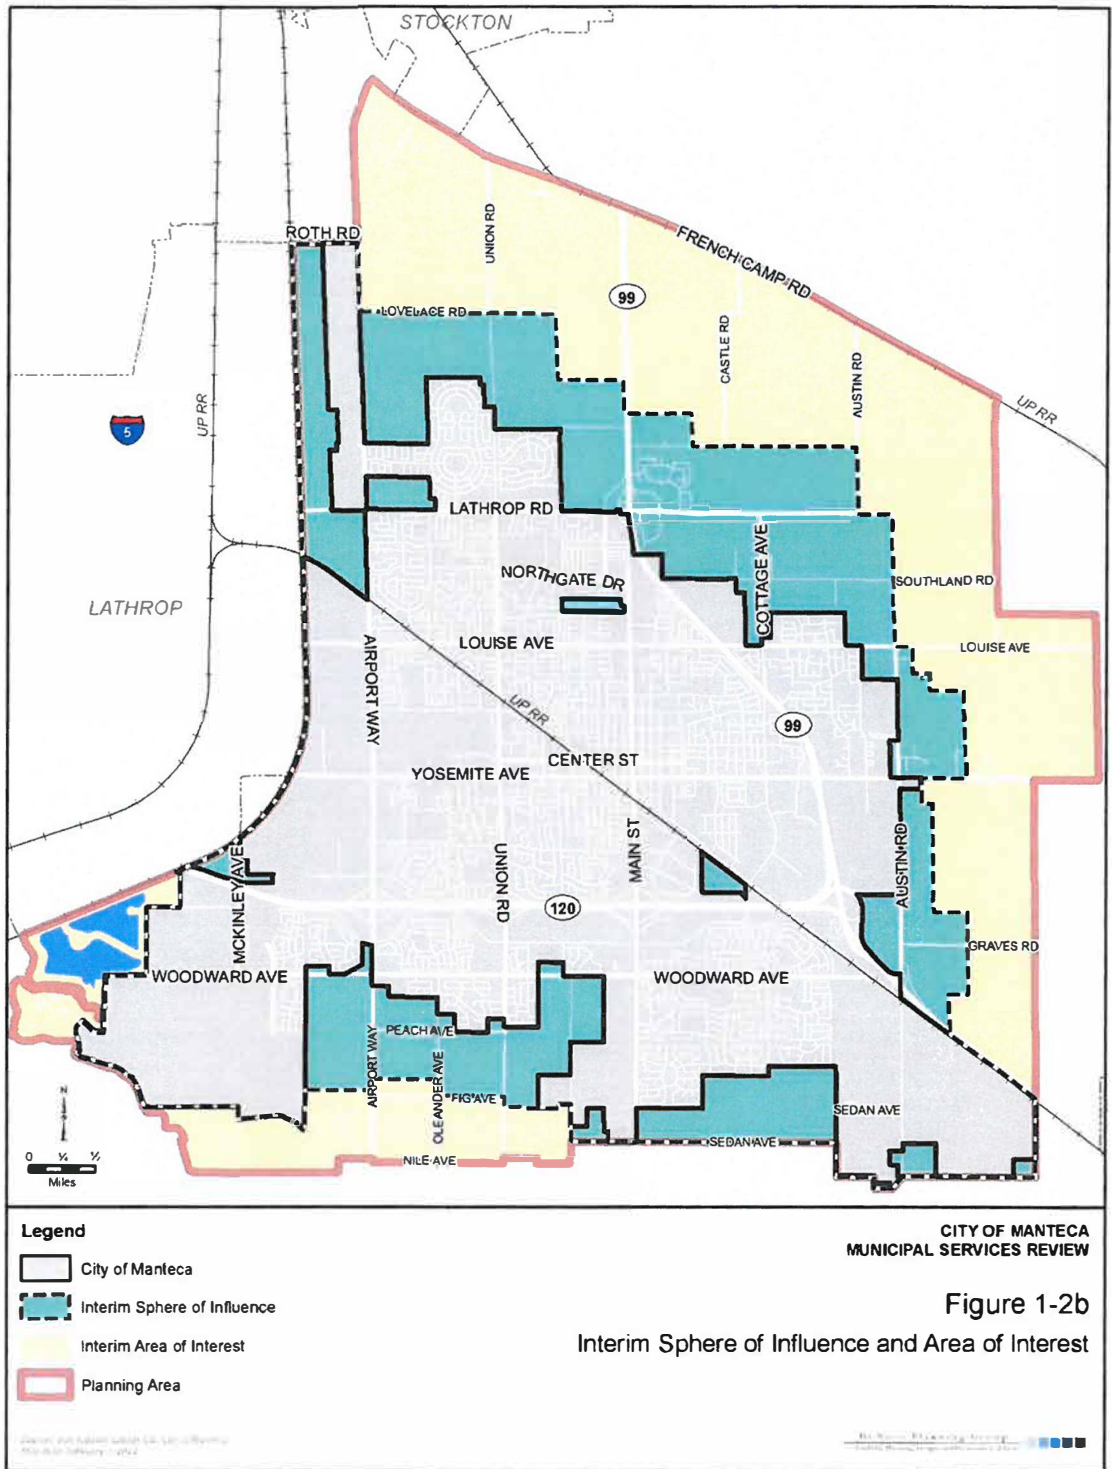 STOCKTON
ROTH RD
UNION RD
FRENCH CAMP RD
99
LOVELACE RD
CASTLE RD
AUSTIN RD
UP RR
5
UP RR
LATHROP RD
NORTHGATE DR
COTTAGE AVE
SOUTHLAND RD
LATHROP
LOUISE AVE
LOUISE AVE
AIRPORT WAY
UP RR
99
CENTER ST
YOSEMITE AVE
MAIN ST
UNION RD
AUSTIN RD
MCKINLEY AVE
120
GRAVES RD
WOODWARD AVE
WOODWARD AVE
PEACH AVE
AIRPORT WAY
OLEANDER AVE
FIG AVE
SEDAN AVE
SEDAN AVE
NILE AVE
N
0 ¼ ½
Miles
Legend
City of Manteca
Interim Sphere of Influence
Interim Area of Interest
Planning Area
CITY OF MANTECA
MUNICIPAL SERVICES REVIEW
Figure 1-2b
Interim Sphere of Influence and Area of Interest